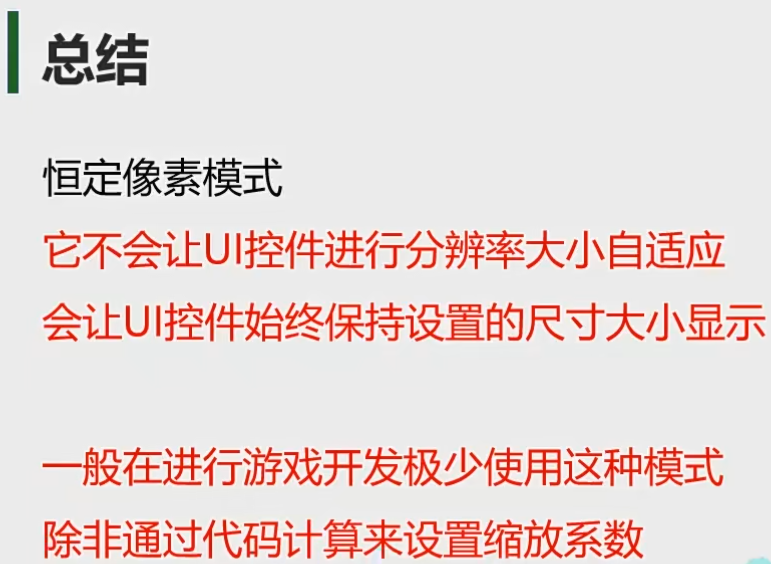 总结
恒定像素模式
它不会让UI控件进行分辨率大小自适应
会让UI控件始终保持设置的尺寸大小显示
一般在进行游戏开发极少使用这种模式
除非通过代码计算来设置缩放系数